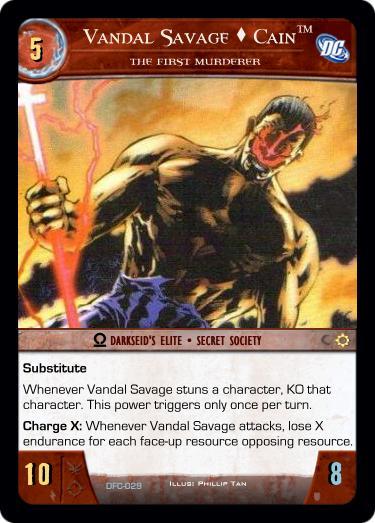 5
VANDAL SAVAGE ♦ CAIN™
THE FIRST MURDERER
DC
DARKSEID'S ELITE • SECRET SOCIETY
Substitute
Whenever Vandal Savage stuns a character, KO that
character. This power triggers only once per turn.
Charge X: Whenever Vandal Savage attacks, lose X
endurance for each face-up resource opposing resource.
10
DFC-029
ILLUS: PHILLIP TAN
8